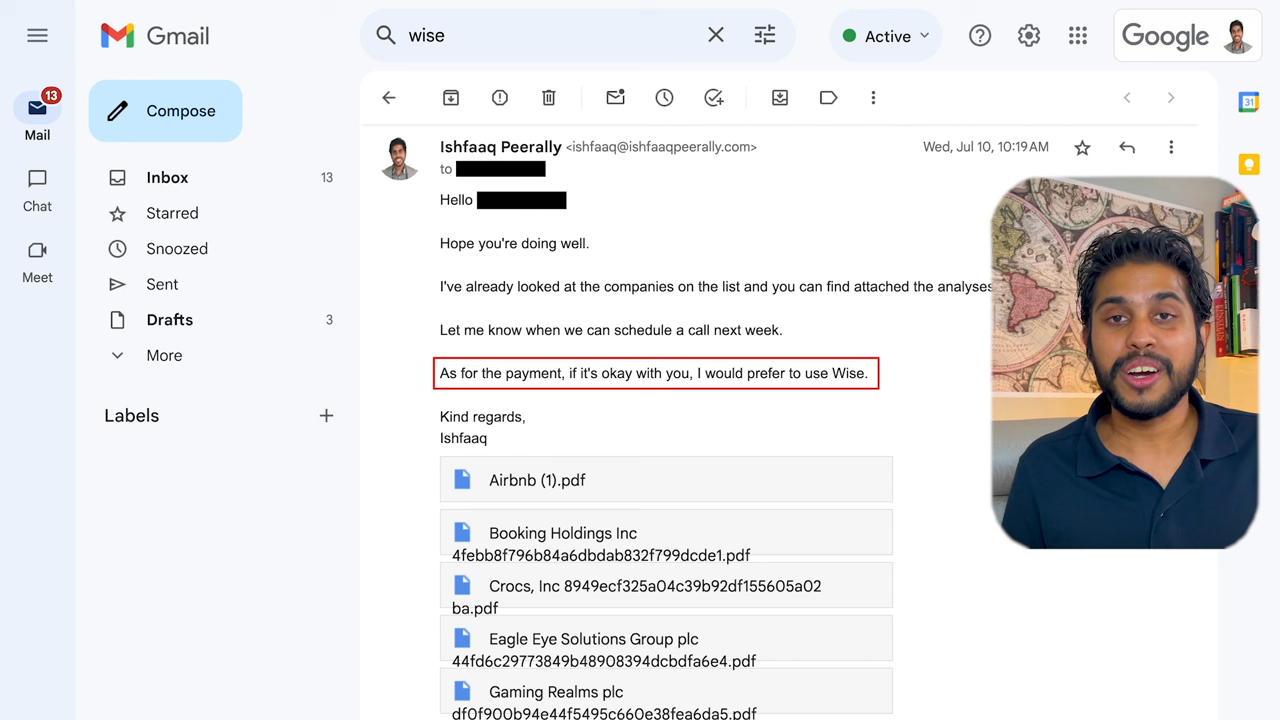 Gmail
wise
Active
Google
13
Mail
Chat
Meet
Compose
Inbox 13
Starred
Snoozed
Sent
Drafts 3
More
Labels
Ishfaaq Peerally <ishfaaq@ishfaaqpeerally.com>
Wed, Jul 10, 10:19 AM
to
Hello
Hope you're doing well.
I've already looked at the companies on the list and you can find attached the analyses
Let me know when we can schedule a call next week.
As for the payment, if it's okay with you, I would prefer to use Wise.
Kind regards,
Ishfaaq
Airbnb (1).pdf
Booking Holdings Inc
4febb8f796b84a6dbdab832f799dcde1.pdf
Crocs, Inc 8949ecf325a04c39b92df155605a02
ba.pdf
Eagle Eye Solutions Group plc
44fd6c29773849b48908394dcbdfa6e4.pdf
Gaming Realms plc
df0f900b94e44f5495c660e38fea6da5.pdf
31